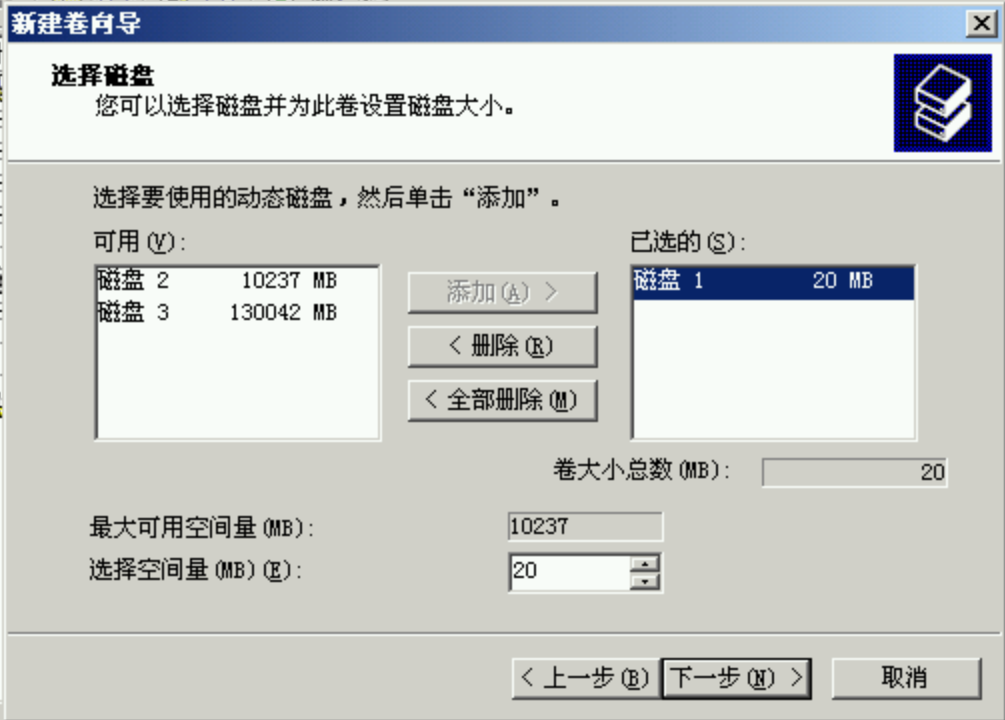 新建卷向导
选择磁盘
您可以选择磁盘并为此卷设置磁盘大小。
选择要使用的动态磁盘，然后单击“添加”。
可用(V):
已选的(S):
磁盘 2 10237 MB
磁盘 3 130042 MB
添加(A) >
< 删除(R)
< 全部删除(M)
磁盘 1 20 MB
卷大小总数(MB): 20
最大可用空间量(MB): 10237
选择空间量(MB)(E): 20
< 上一步(B) 下一步(N) > 取消